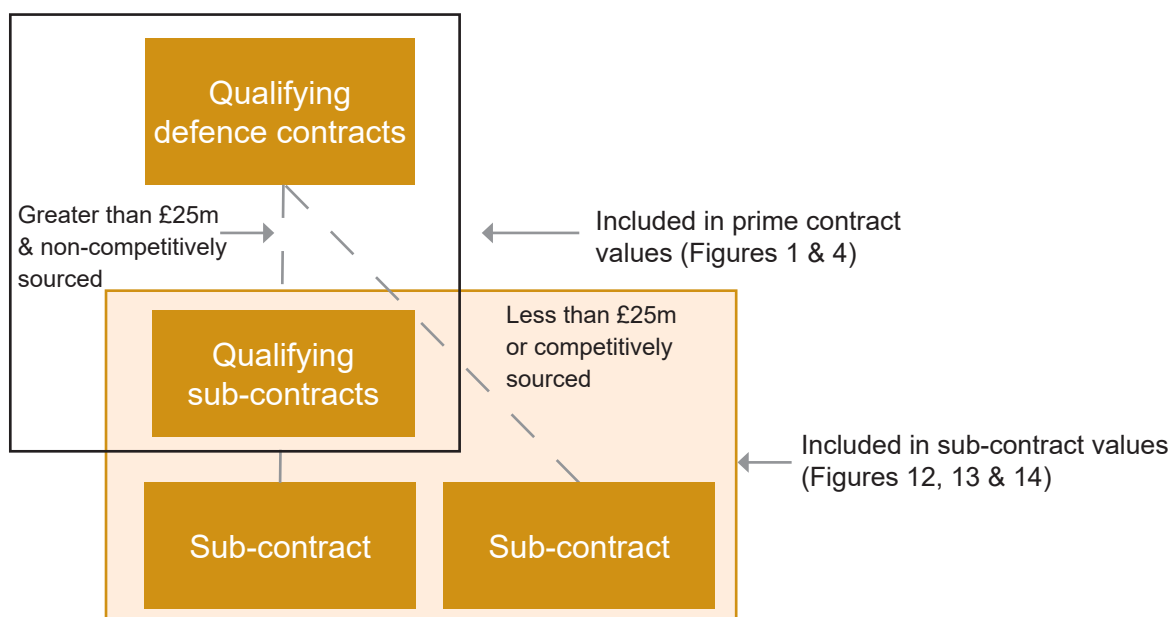 Qualifying
defence contracts
Greater than £25m
& non-competitively
sourced
Included in prime contract
values (Figures 1 & 4)
Less than £25m
or competitively
sourced
Qualifying
sub-contracts
Included in sub-contract values
(Figures 12, 13 & 14)
Sub-contract
Sub-contract